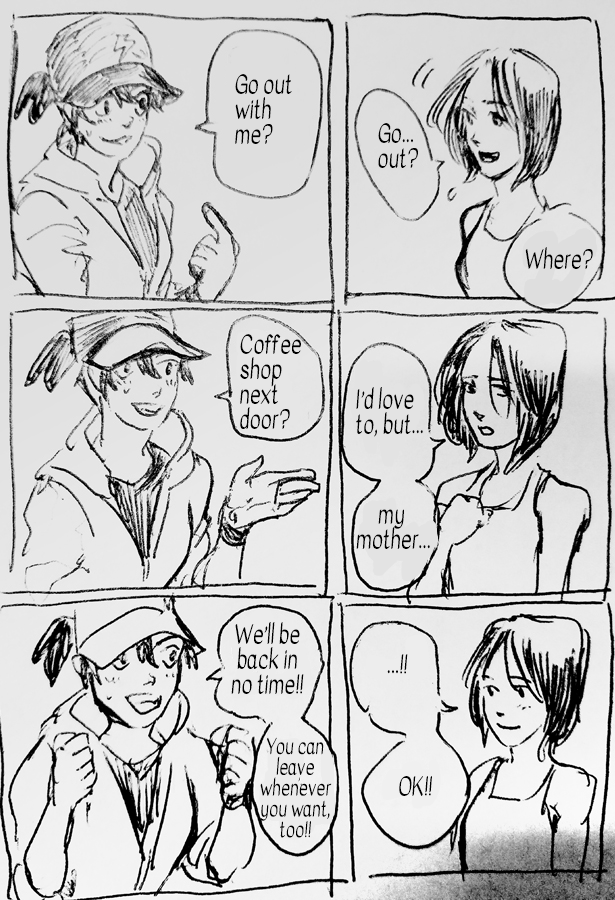 Go out
with
me?
Go...
out?
Where?
Coffee
shop
next
door?
I'd love
to, but...
my
mother...
We'll be
back in
no time!!
You can
leave
whenever
you want,
too!!
...!!
OK!!